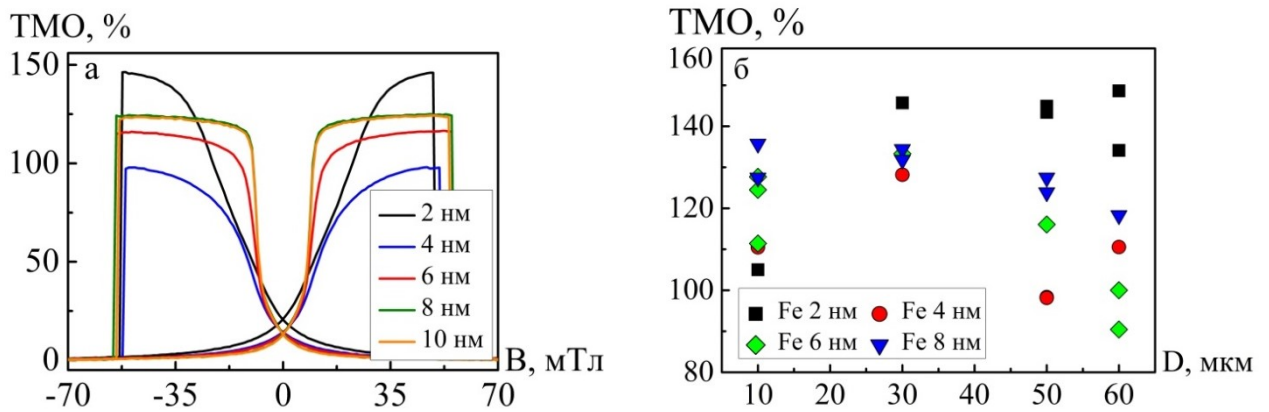 ТМО, %
150
100
50
0
а
2 нм
4 нм
6 нм
8 нм
10 нм
-70 -35 0 35 70
В, мТл
ТМО, %
160
140
120
100
80
б
Fe 2 нм Fe 4 нм
Fe 6 нм Fe 8 нм
10 20 30 40 50 60
D, мкм